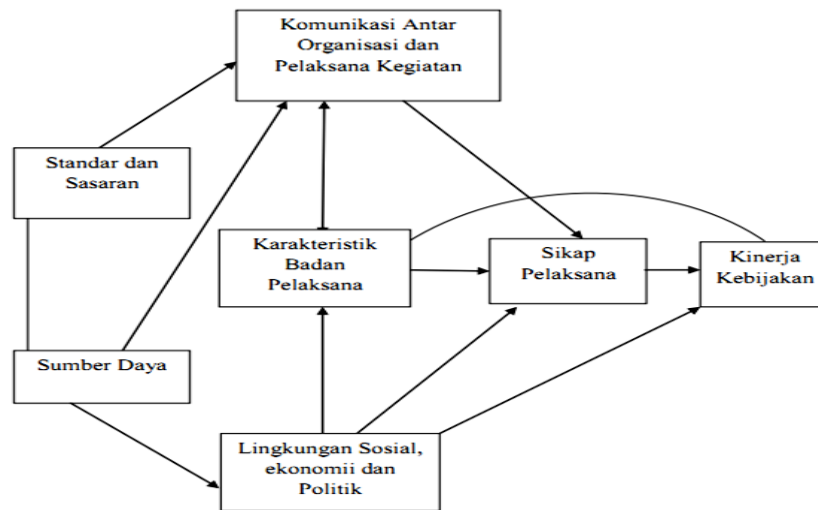 Komunikasi Antar
Organisasi dan
Pelaksana Kegiatan
Standar dan
Sasaran
Karakteristik
Badan
Pelaksana
Sikap
Pelaksana
Kinerja
Kebijakan
Sumber Daya
Lingkungan Sosial,
ekonomii dan
Politik